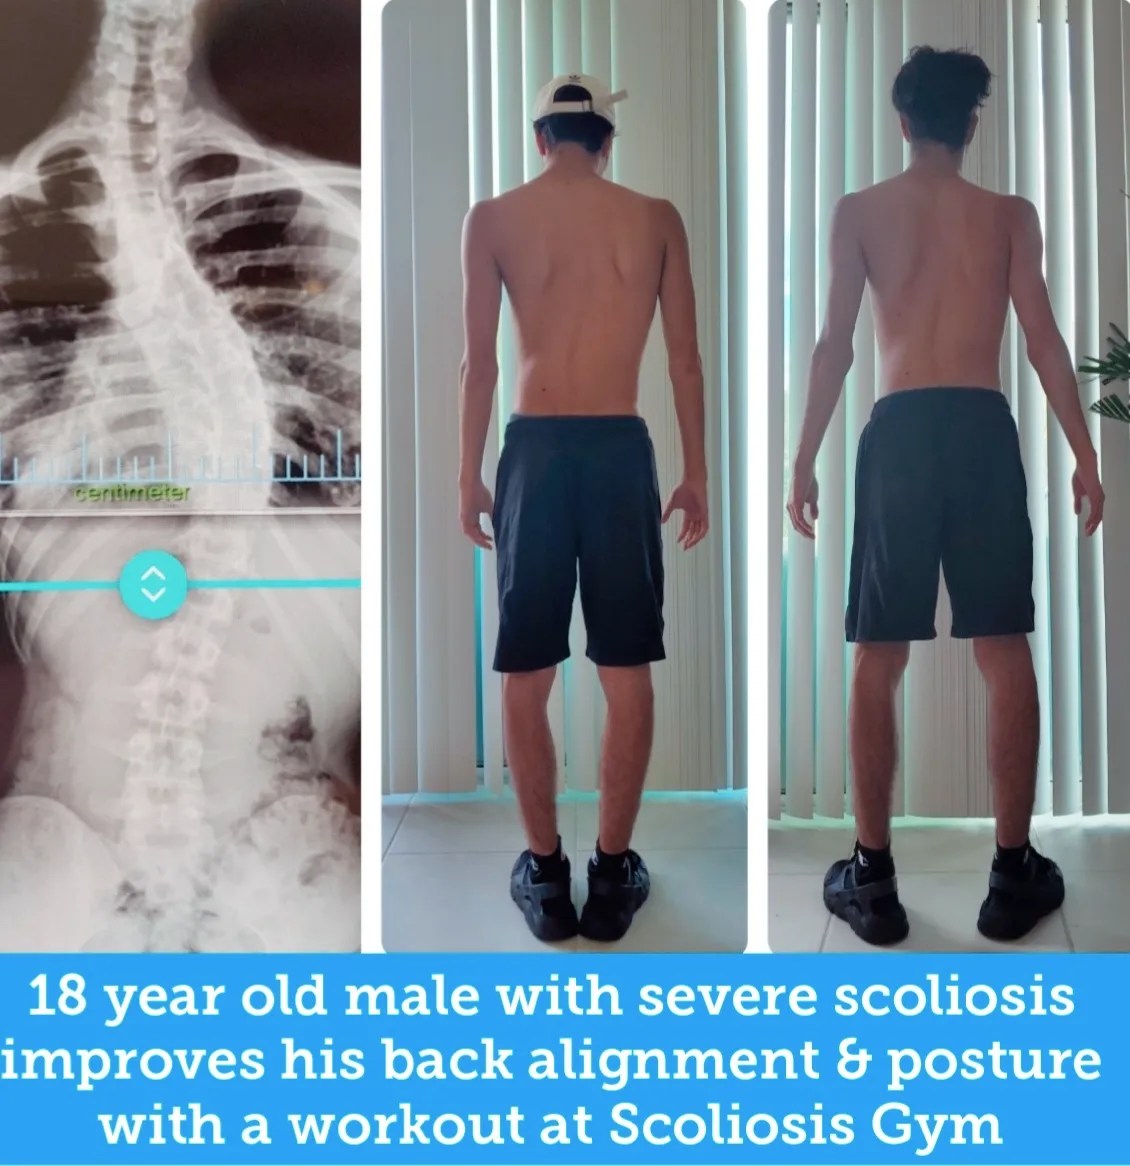 centimeter
18 year old male with severe scoliosis
improves his back alignment & posture
with a workout at Scoliosis Gym